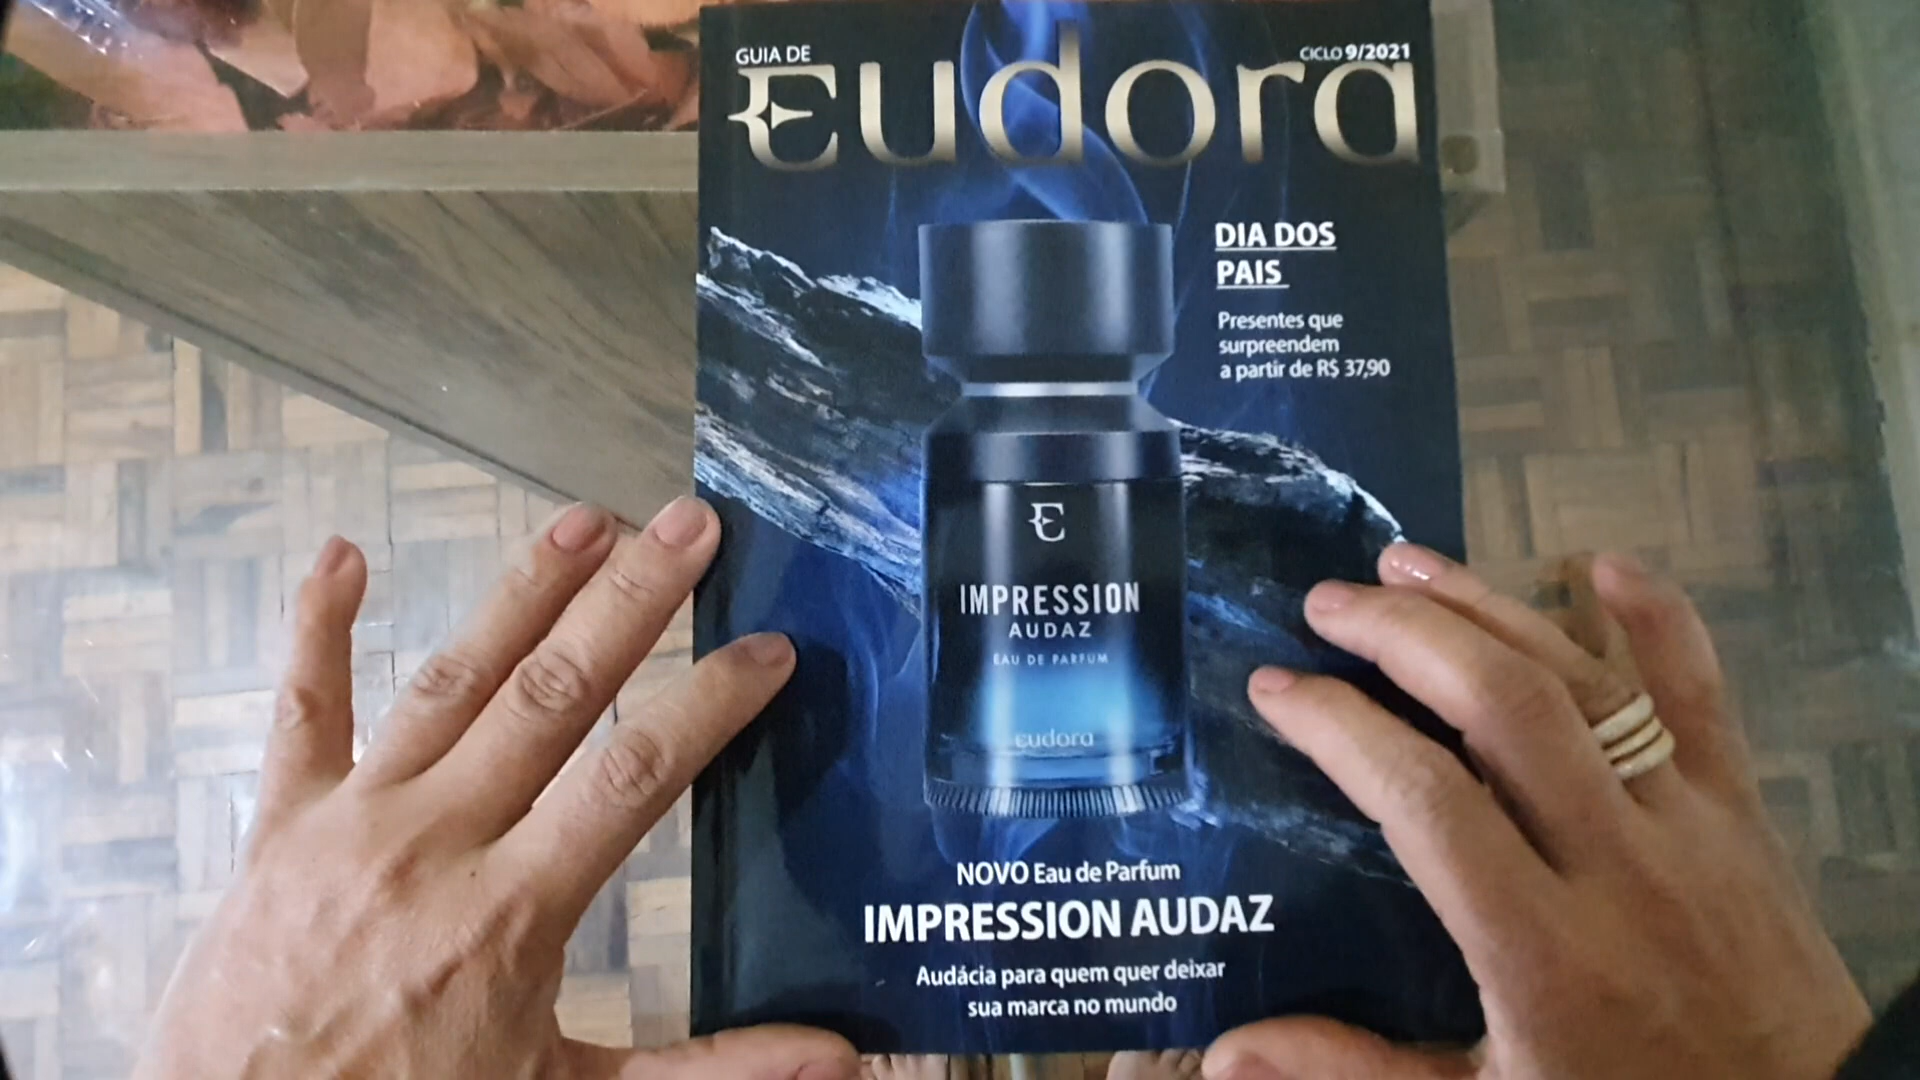 GUIA DE
Eudora
CICLO 9/2021
DIA DOS
PAIS
Presentes que
surpreendem
a partir de R$ 37,90
E
IMPRESSION
AUDAZ
EAU DE PARFUM
eudora
NOVO Eau de Parfum
IMPRESSION AUDAZ
Audácia para quem quer deixar
sua marca no mundo